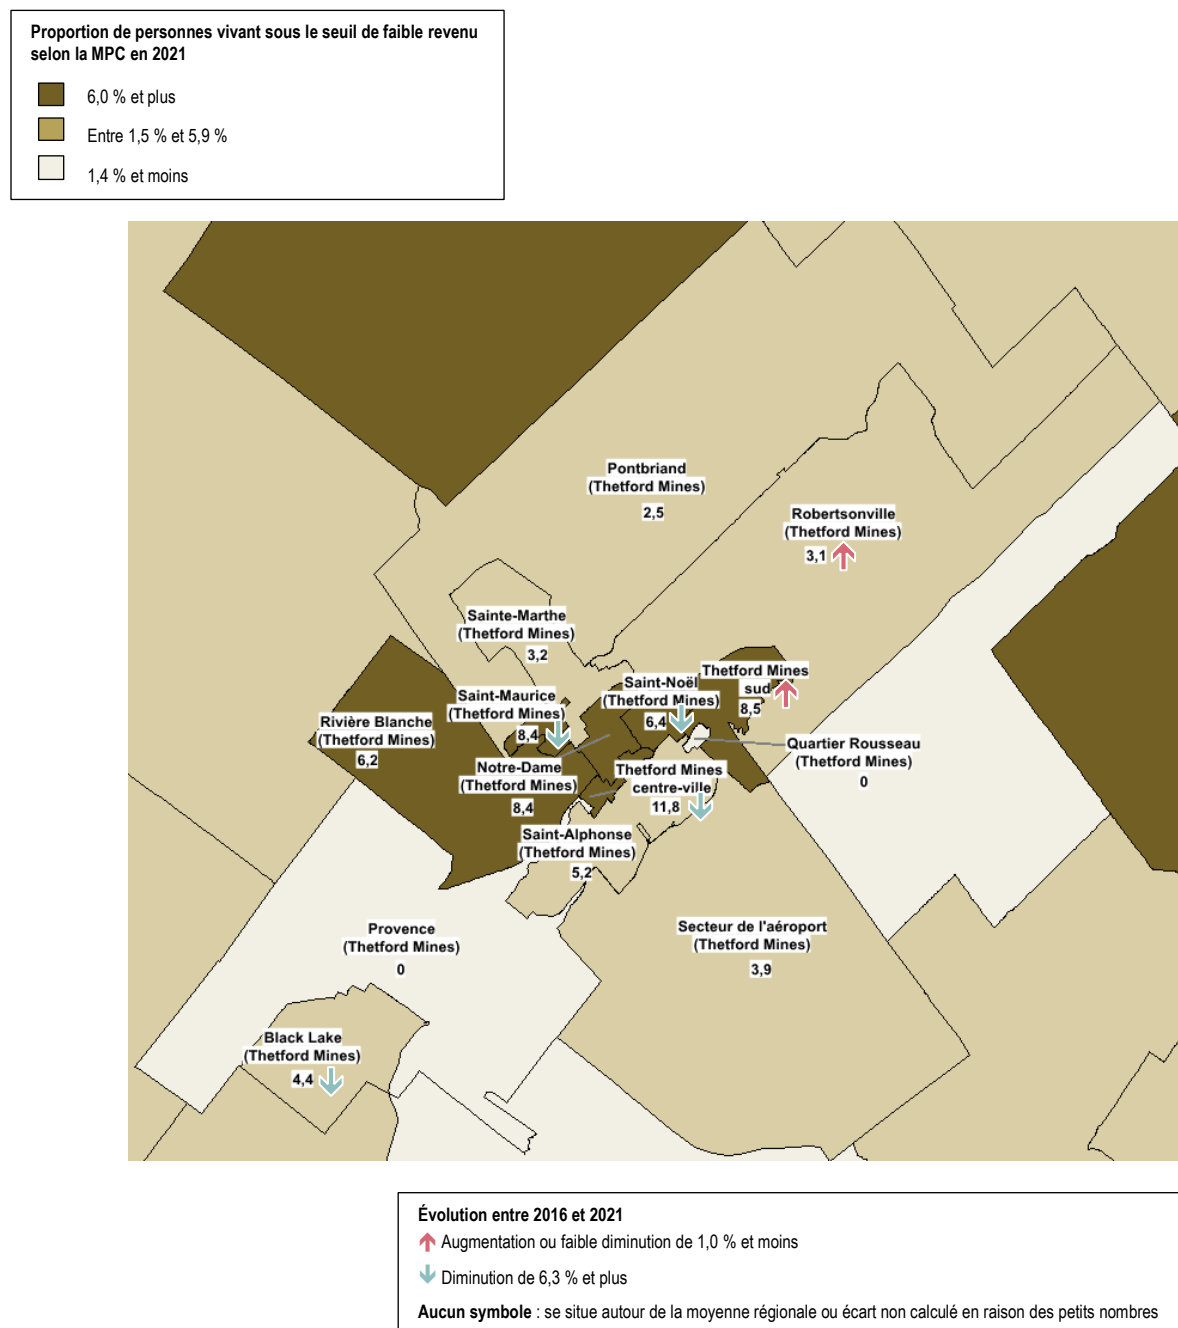 Proportion de personnes vivant sous le seuil de faible revenu
selon la MPC en 2021
6,0 % et plus
Entre 1,5 % et 5,9 %
1,4 % et moins
Pontbriand
(Thetford Mines)
2,5
Robertsonville
(Thetford Mines)
3,1
Sainte-Marthe
(Thetford Mines)
3,2
Thetford Mines
sud
8,5
Saint-Noël
(Thetford Mines)
6,4
Saint-Maurice
(Thetford Mines)
8,4
Rivière Blanche
(Thetford Mines)
6,2
Quartier Rousseau
(Thetford Mines)
0
Notre-Dame
(Thetford Mines)
8,4
Thetford Mines
centre-ville
11,8
Saint-Alphonse
(Thetford Mines)
5,2
Provence
(Thetford Mines)
0
Secteur de l'aéroport
(Thetford Mines)
3,9
Black Lake
(Thetford Mines)
4,4
Évolution entre 2016 et 2021
Augmentation ou faible diminution de 1,0 % et moins
Diminution de 6,3 % et plus
Aucun symbole : se situe autour de la moyenne régionale ou écart non calculé en raison des petits nombres